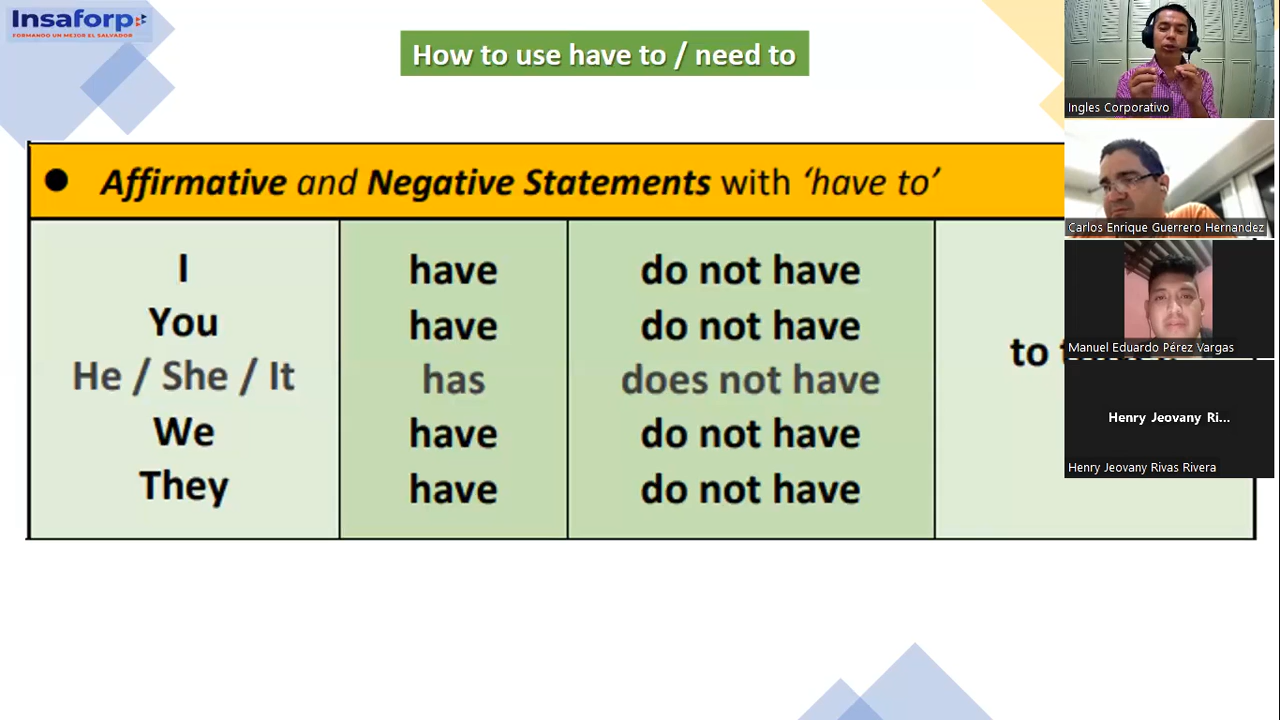 Insaforp
FORMANDO UN MEJOR EL SALVADOR
How to use have to / need to
● Affirmative and Negative Statements with ‘have to’
I have do not have
You have do not have
He / She / It has does not have
We have do not have
They have do not have
to
Ingles Corporativo
Carlos Enrique Guerrero Hernandez
Manuel Eduardo Pérez Vargas
Henry Jeovany Ri...
Henry Jeovany Rivas Rivera